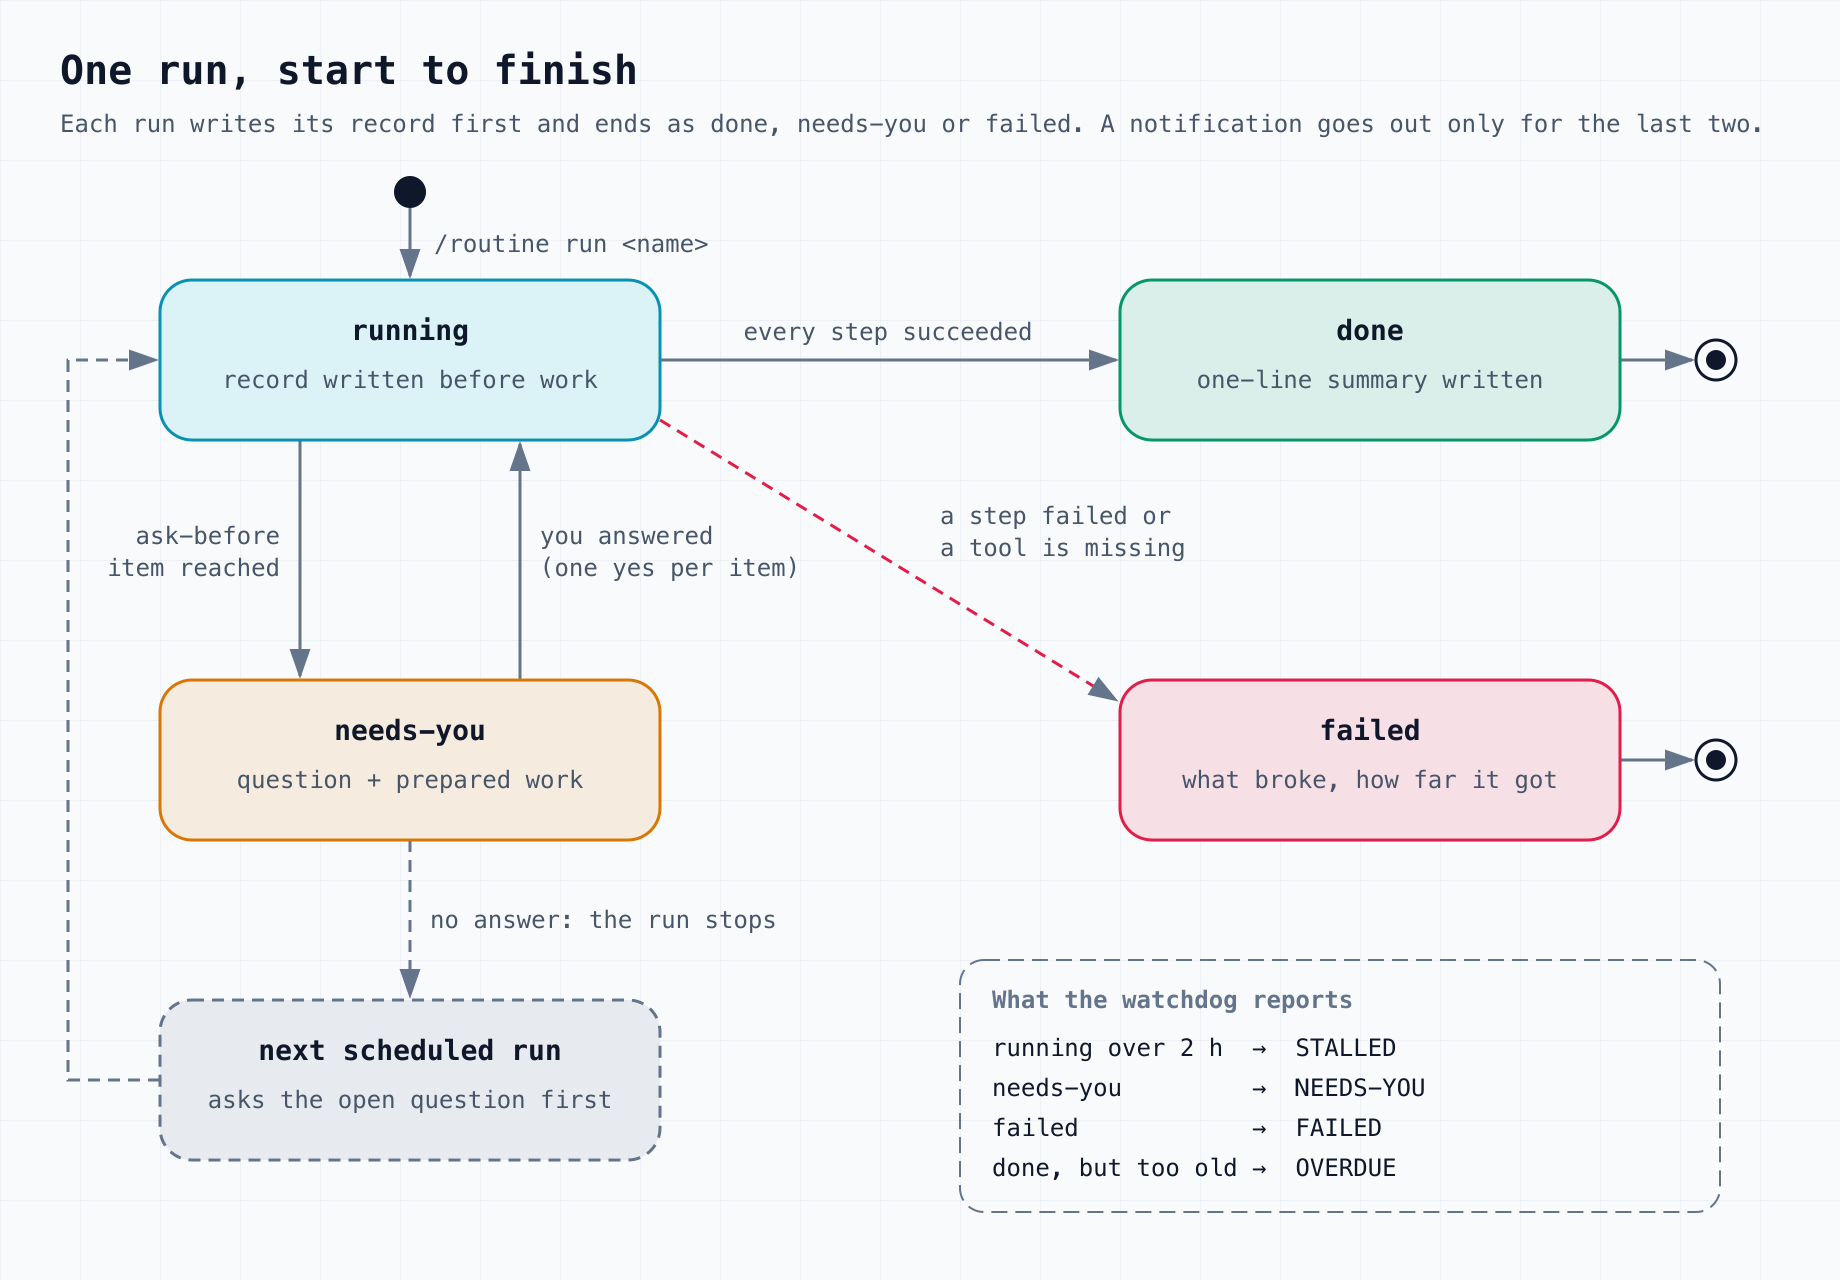 One run, start to finish
Each run writes its record first and ends as done, needs-you or failed. A notification goes out only for the last two.
/routine run <name>
running
record written before work
every step succeeded
done
one-line summary written
ask-before
item reached
you answered
(one yes per item)
a step failed or
a tool is missing
needs-you
question + prepared work
failed
what broke, how far it got
no answer: the run stops
next scheduled run
asks the open question first
What the watchdog reports
running over 2 h → STALLED
needs-you → NEEDS-YOU
failed → FAILED
done, but too old → OVERDUE